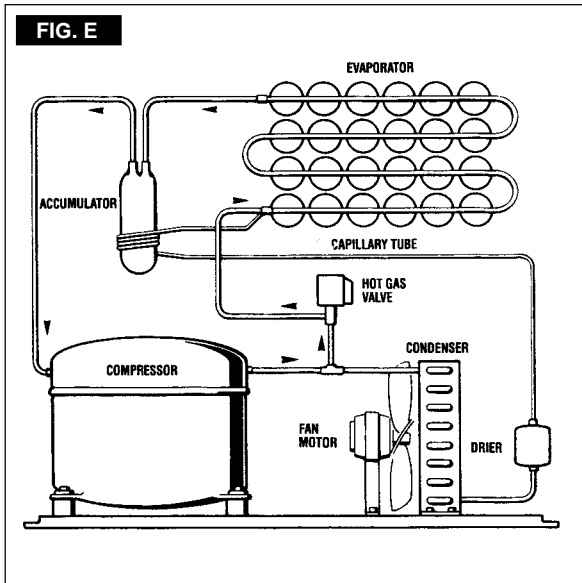 FIG. E
EVAPORATOR
ACCUMULATOR
CAPILLARY TUBE
HOT GAS
VALVE
COMPRESSOR
CONDENSER
FAN
MOTOR
DRIER